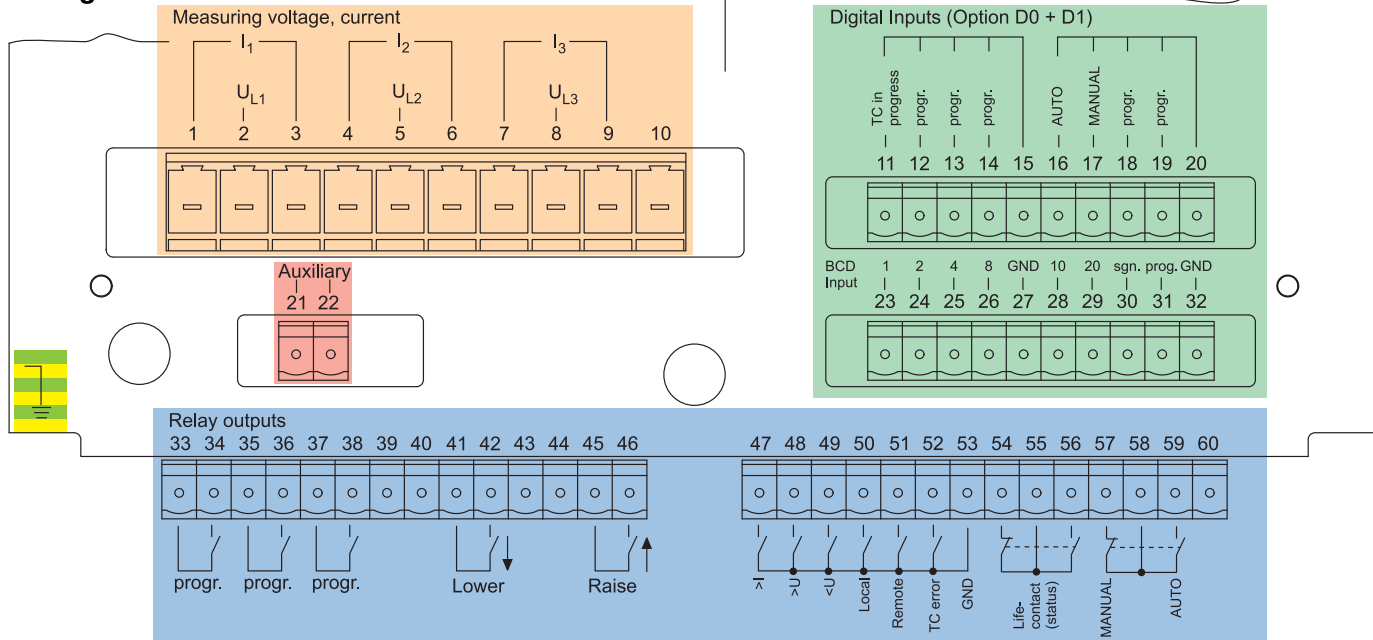 Measuring voltage, current
I1 I2 I3
UL1 UL2 UL3
1 2 3 4 5 6 7 8 9 10
Digital Inputs (Option D0 + D1)
TC in
progress
progr.
progr.
progr.
AUTO
MANUAL
progr.
progr.
11 12 13 14 15 16 17 18 19 20
BCD 1 2 4 8 GND 10 20 sgn. prog. GND
Input
23 24 25 26 27 28 29 30 31 32
Auxiliary
21 22
Relay outputs
33 34 35 36 37 38 39 40 41 42 43 44 45 46
47 48 49 50 51 52 53 54 55 56 57 58 59 60
progr. progr. progr. Lower Raise
>I
>U
<U
Local
Remote
TC error
GND
Life-
contact
(status)
MANUAL
AUTO